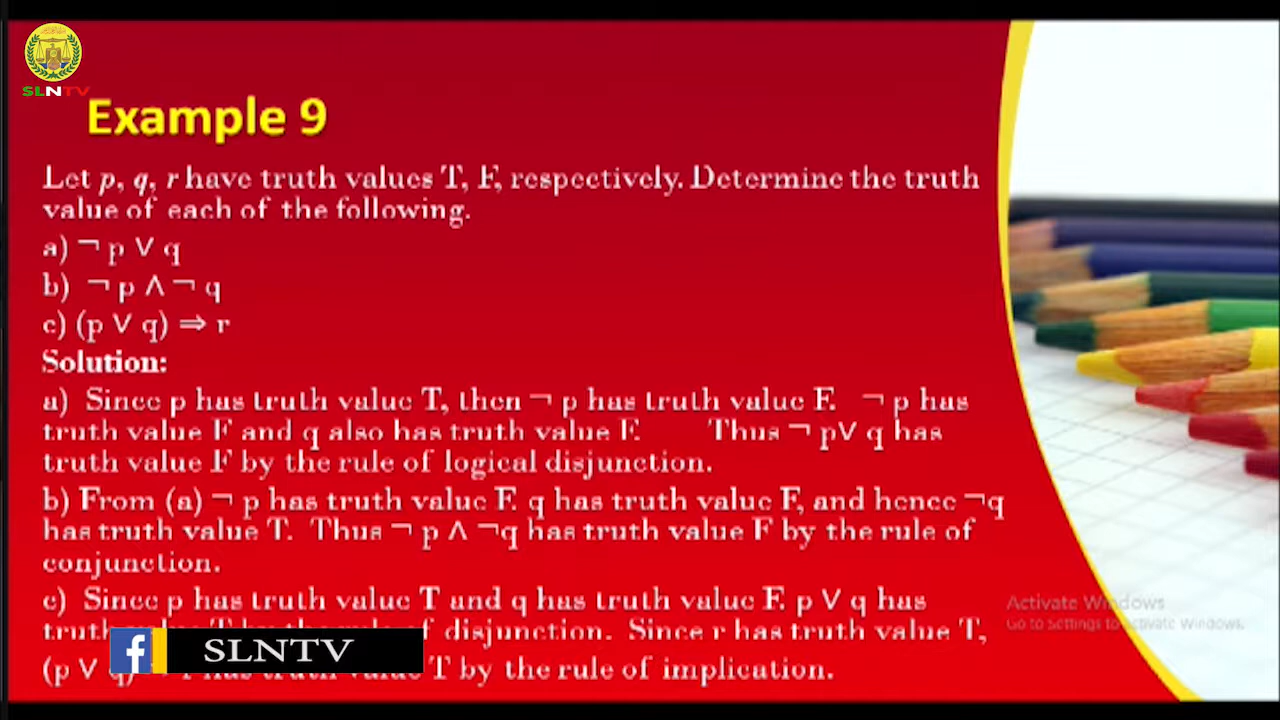 SLNTV
Example 9
Let p, q, r have truth values T, F, respectively. Determine the truth
value of each of the following.
a) ¬ p ∨ q
b) ¬ p ∧ ¬ q
c) (p ∨ q) ⇒ r
Solution:
a) Since p has truth value T, then ¬ p has truth value F. ¬ p has
truth value F and q also has truth value F. Thus ¬ p∨ q has
truth value F by the rule of logical disjunction.
b) From (a) ¬ p has truth value F. q has truth value F, and hence ¬q
has truth value T. Thus ¬ p ∧ ¬q has truth value F by the rule of
conjunction.
c) Since p has truth value T and q has truth value F. p ∨ q has
truth disjunction. Since r has truth value T,
(p ∨ q) T by the rule of implication.
Activate Windows
Go to Settings to activate Windows.
f SLNTV